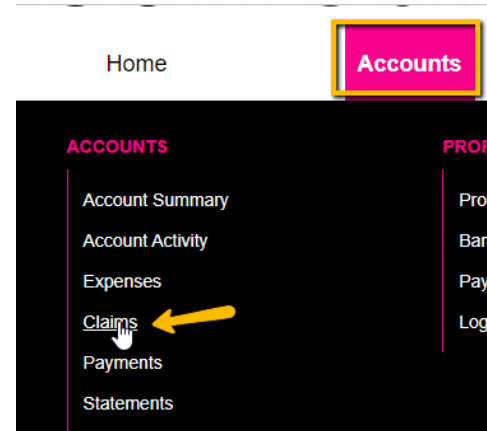 Home
Accounts
ACCOUNTS
Account Summary
Account Activity
Expenses
Claims
Payments
Statements